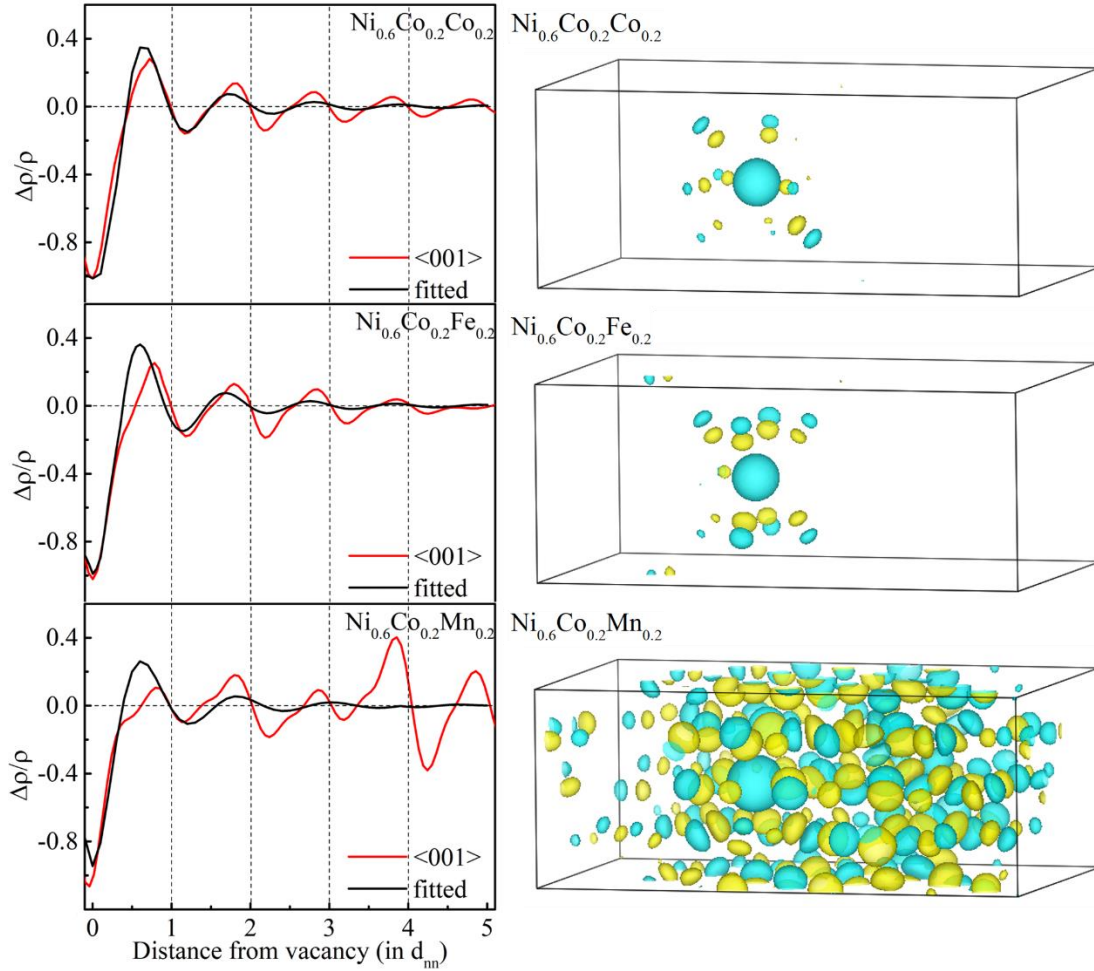 Ni0.6Co0.2Co0.2
0.4
0.0
-0.4
-0.8
Δρ/ρ
<001>
fitted
Ni0.6Co0.2Co0.2
Ni0.6Co0.2Fe0.2
0.4
0.0
-0.4
-0.8
Δρ/ρ
<001>
fitted
Ni0.6Co0.2Fe0.2
Ni0.6Co0.2Mn0.2
0.4
0.0
-0.4
-0.8
Δρ/ρ
<001>
fitted
0 1 2 3 4 5
Distance from vacancy (in dnn)
Ni0.6Co0.2Mn0.2